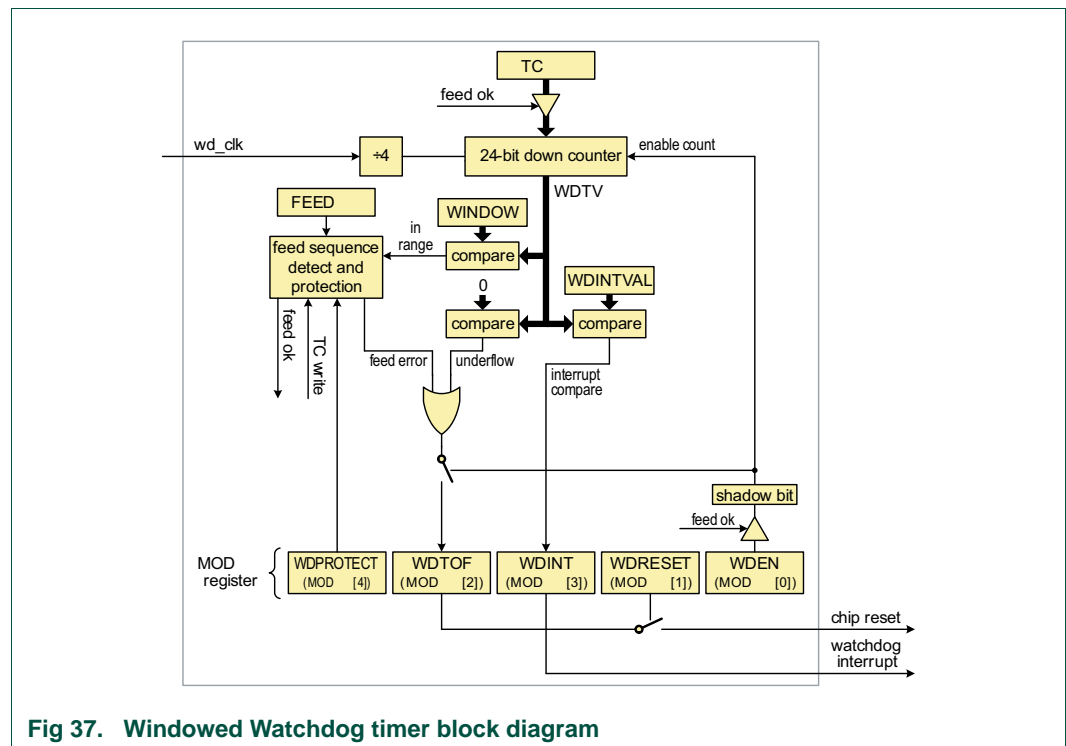 TC
feed ok
wd_clk
÷4
24-bit down counter
enable count
WDTV
FEED
WINDOW
in
range
feed sequence
detect and
protection
compare
WDINTVAL
0
compare
compare
feed ok
TC write
feed error
underflow
interrupt
compare
shadow bit
feed ok
MOD
register
WDPROTECT
(MOD [4])
WDTOF
(MOD [2])
WDINT
(MOD [3])
WDRESET
(MOD [1])
WDEN
(MOD [0])
chip reset
watchdog
interrupt
Fig 37. Windowed Watchdog timer block diagram